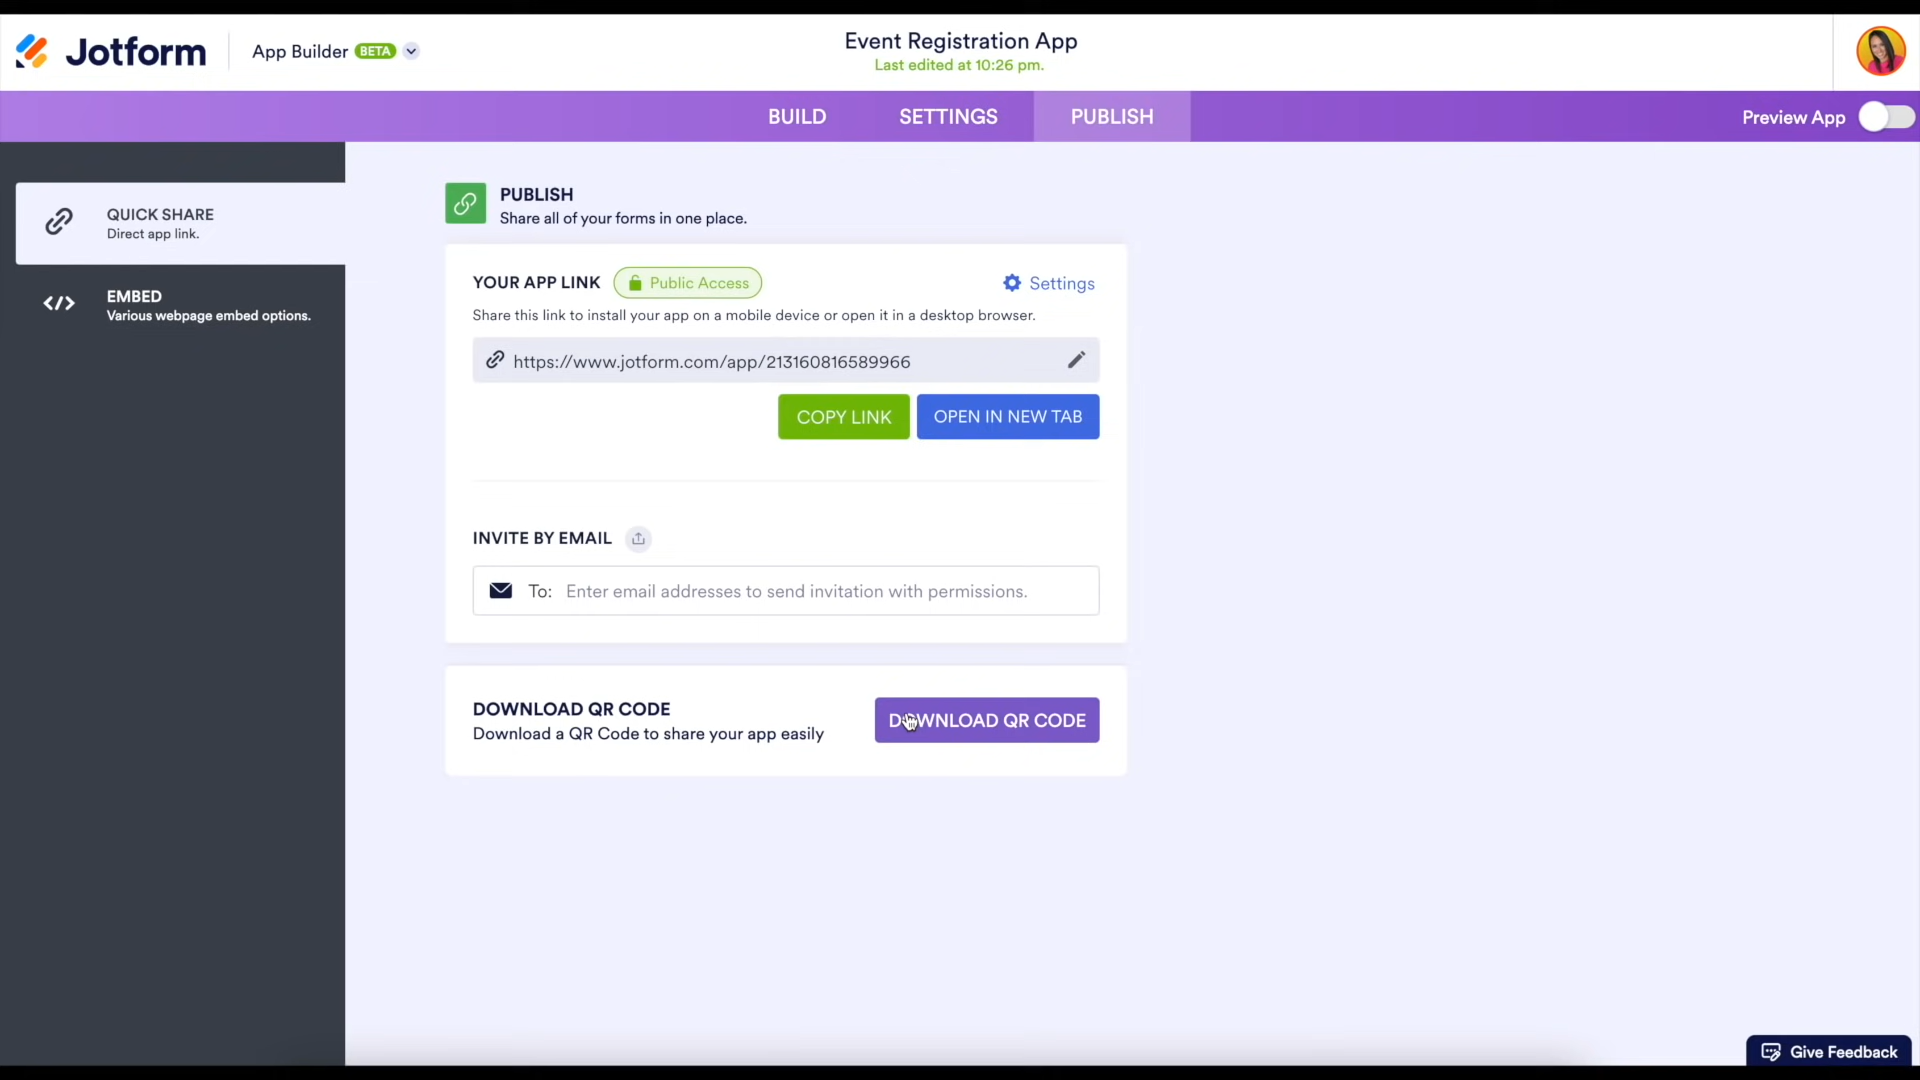 Jotform
App Builder BETA
Event Registration App
Last edited at 10:26 pm.
BUILD
SETTINGS
PUBLISH
Preview App
QUICK SHARE
Direct app link.
EMBED
Various webpage embed options.
PUBLISH
Share all of your forms in one place.
YOUR APP LINK Public Access Settings
Share this link to install your app on a mobile device or open it in a desktop browser.
https://www.jotform.com/app/213160816589966
COPY LINK OPEN IN NEW TAB
INVITE BY EMAIL
To: Enter email addresses to send invitation with permissions.
DOWNLOAD QR CODE
Download a QR Code to share your app easily
DOWNLOAD QR CODE
Give Feedback